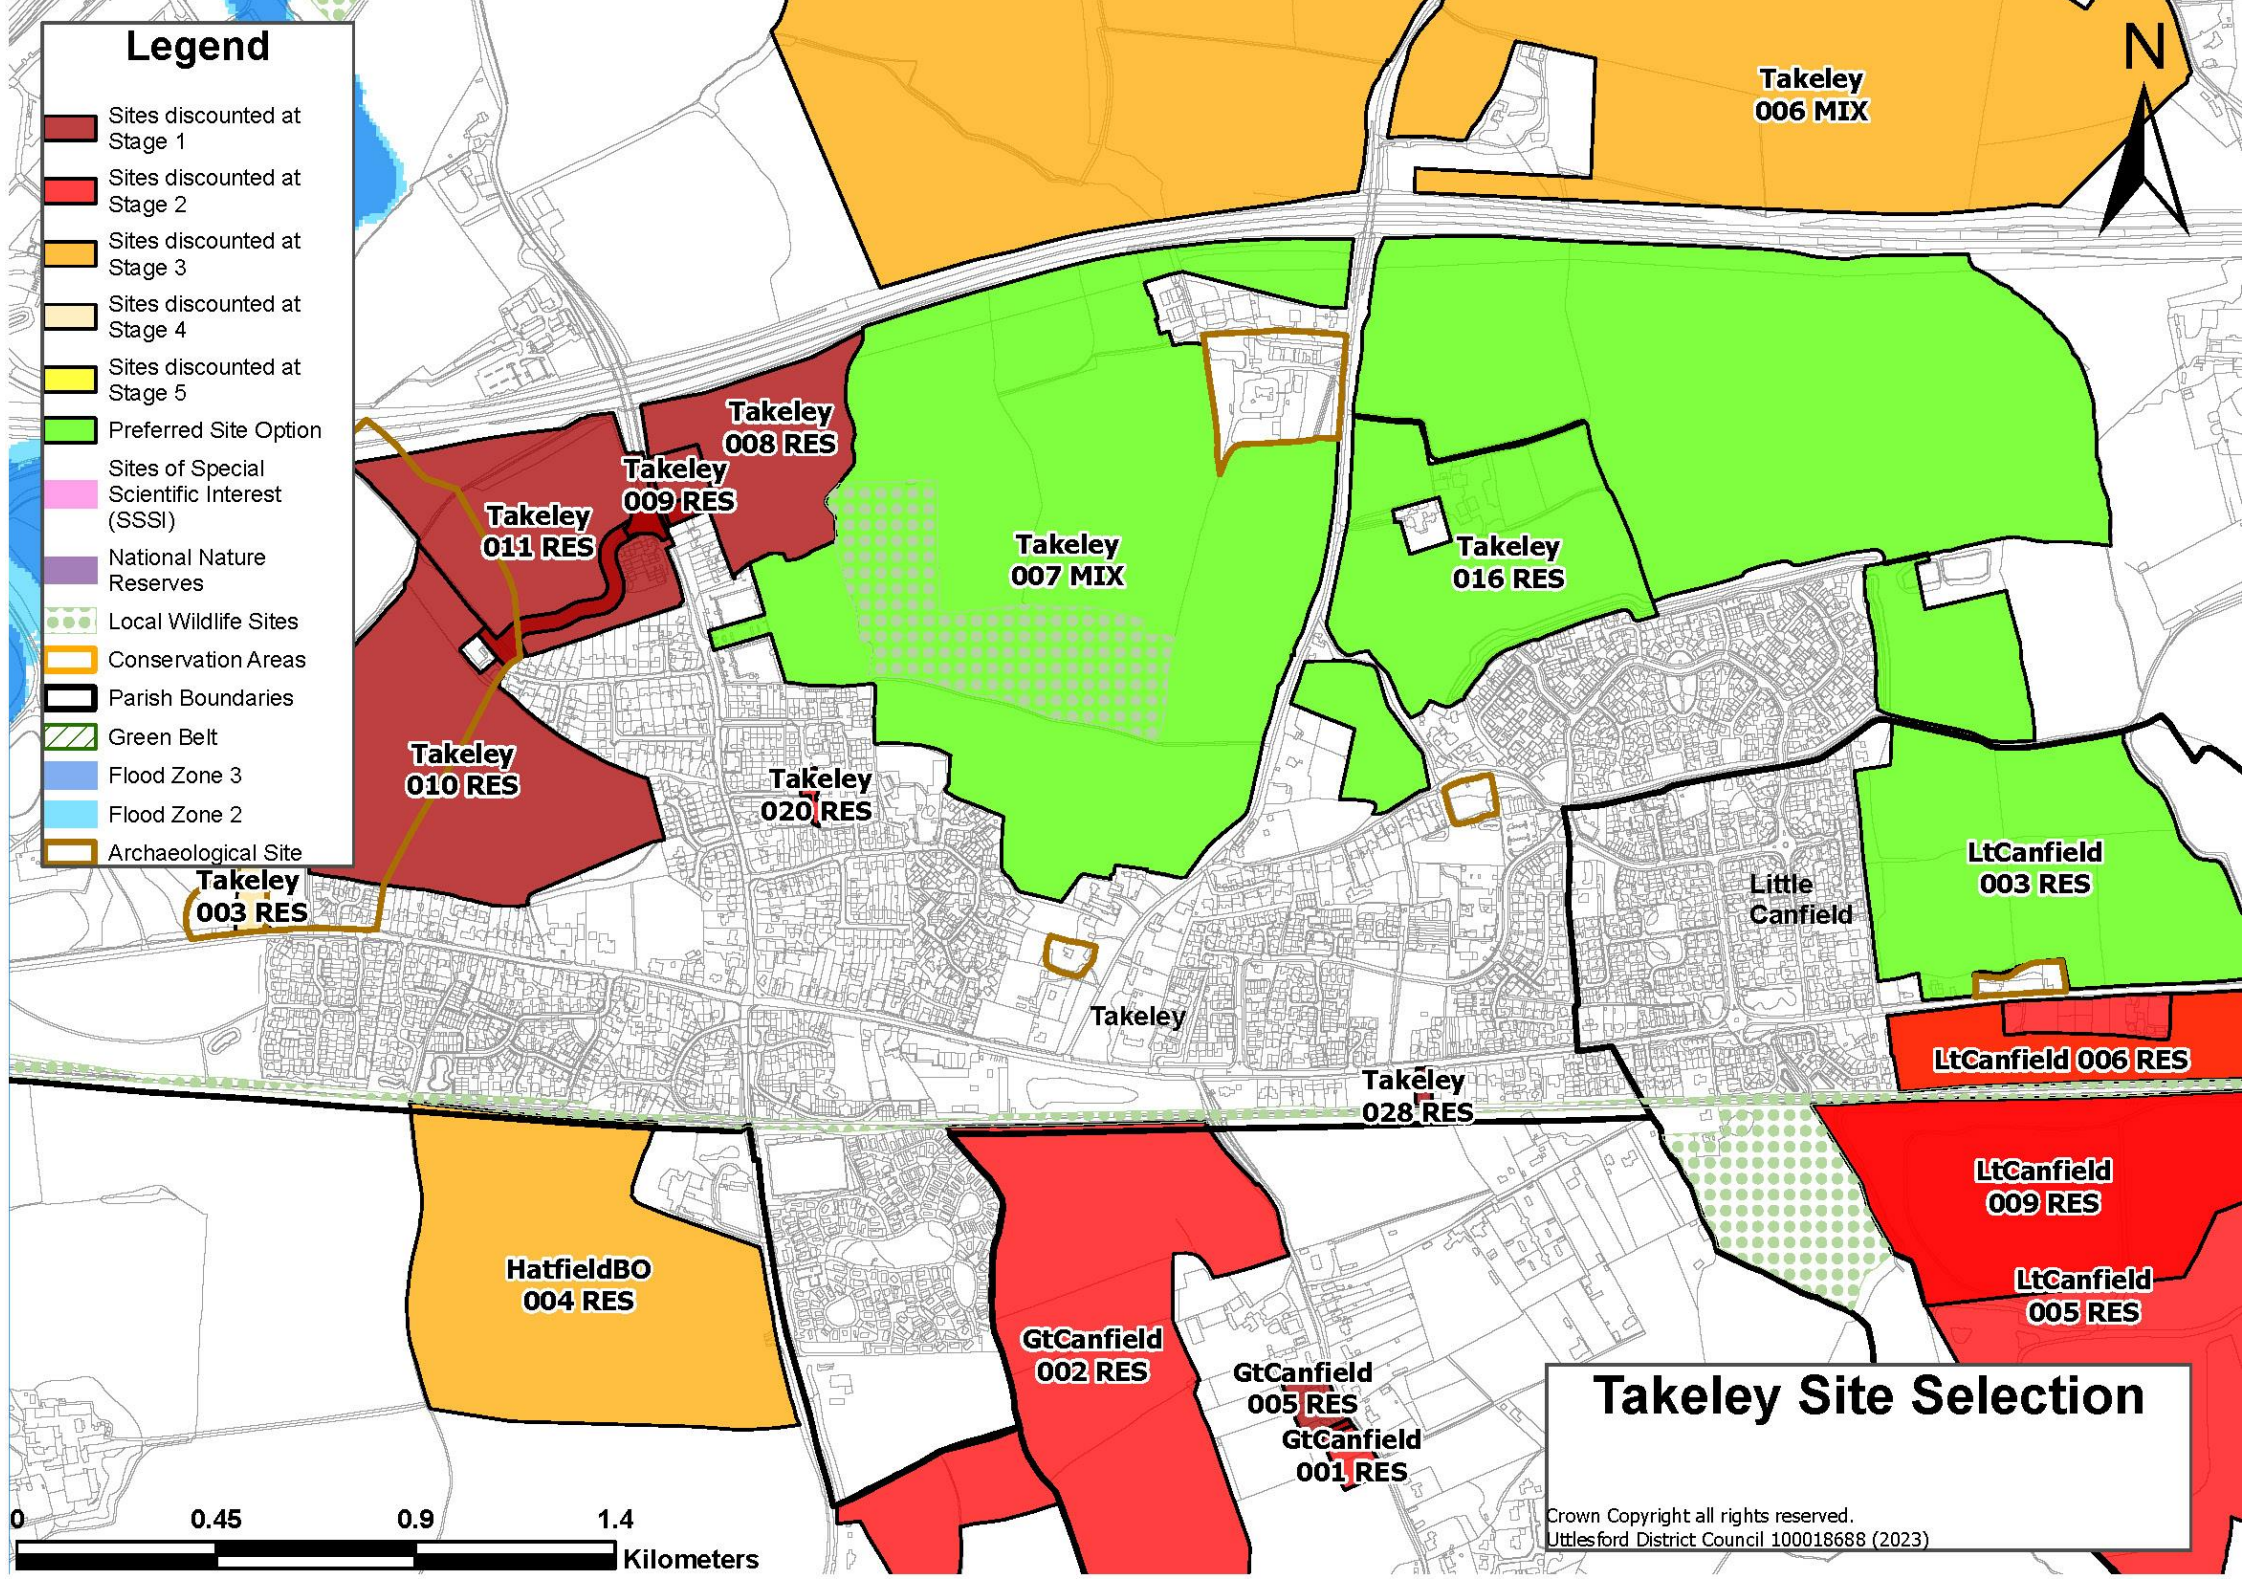 Legend
Sites discounted at
Stage 1
Sites discounted at
Stage 2
Sites discounted at
Stage 3
Sites discounted at
Stage 4
Sites discounted at
Stage 5
Preferred Site Option
Sites of Special
Scientific Interest
(SSSI)
National Nature
Reserves
Local Wildlife Sites
Conservation Areas
Parish Boundaries
Green Belt
Flood Zone 3
Flood Zone 2
Archaeological Site
N
Takeley
006 MIX
Takeley
008 RES
Takeley
009 RES
Takeley
011 RES
Takeley
007 MIX
Takeley
016 RES
Takeley
010 RES
Takeley
020 RES
Takeley
003 RES
LtCanfield
003 RES
Little
Canfield
Takeley
LtCanfield 006 RES
Takeley
028 RES
LtCanfield
009 RES
LtCanfield
005 RES
HatfieldBO
004 RES
GtCanfield
002 RES
GtCanfield
005 RES
GtCanfield
001 RES
Takeley Site Selection
Crown Copyright all rights reserved.
Uttlesford District Council 100018688 (2023)
0 0.45 0.9 1.4
Kilometers